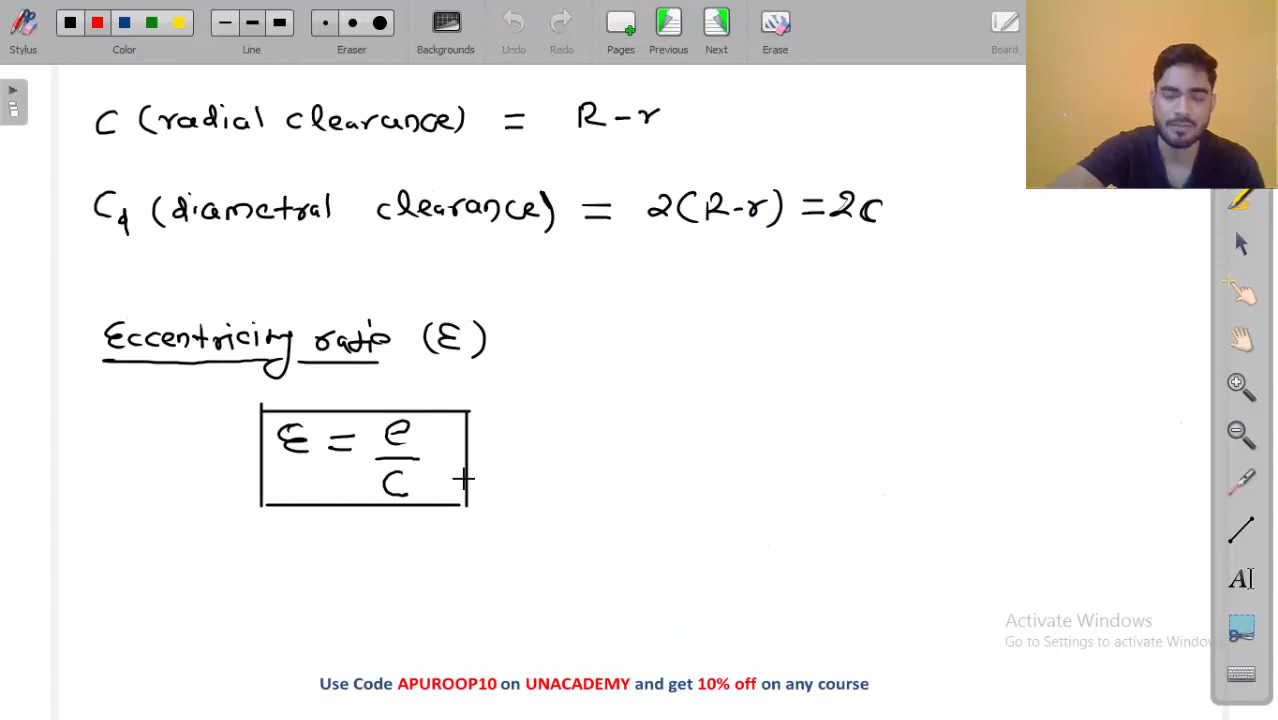 Stylus Color Line Eraser Backgrounds Undo Redo Pages Previous Next Erase Board
C (radial clearance) = R-r
Cd (diametral clearance) = 2(R-r) = 2C
Eccentricity ratio (ε)
ε = e/C
Activate Windows
Go to Settings to activate Window
Use Code APUROOP10 on UNACADEMY and get 10% off on any course